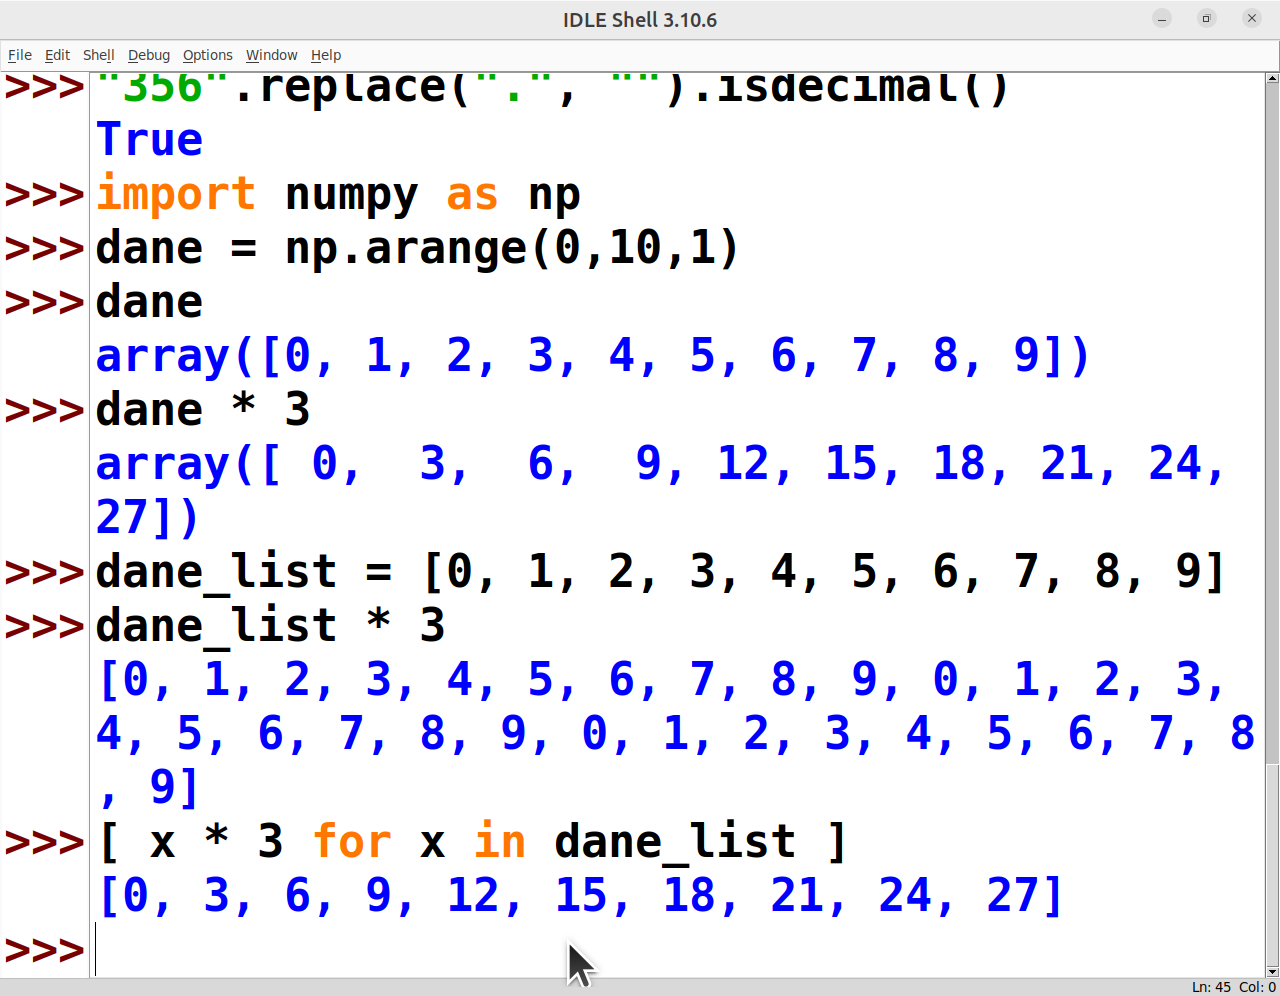 IDLE Shell 3.10.6
File Edit Shell Debug Options Window Help
>>> "356".replace(".", "").isdecimal()
True
>>> import numpy as np
>>> dane = np.arange(0,10,1)
>>> dane
array([0, 1, 2, 3, 4, 5, 6, 7, 8, 9])
>>> dane * 3
array([ 0,  3,  6,  9, 12, 15, 18, 21, 24,
27])
>>> dane_list = [0, 1, 2, 3, 4, 5, 6, 7, 8, 9]
>>> dane_list * 3
[0, 1, 2, 3, 4, 5, 6, 7, 8, 9, 0, 1, 2, 3,
4, 5, 6, 7, 8, 9, 0, 1, 2, 3, 4, 5, 6, 7, 8
, 9]
>>> [ x * 3 for x in dane_list ]
[0, 3, 6, 9, 12, 15, 18, 21, 24, 27]
>>>
Ln: 45 Col: 0